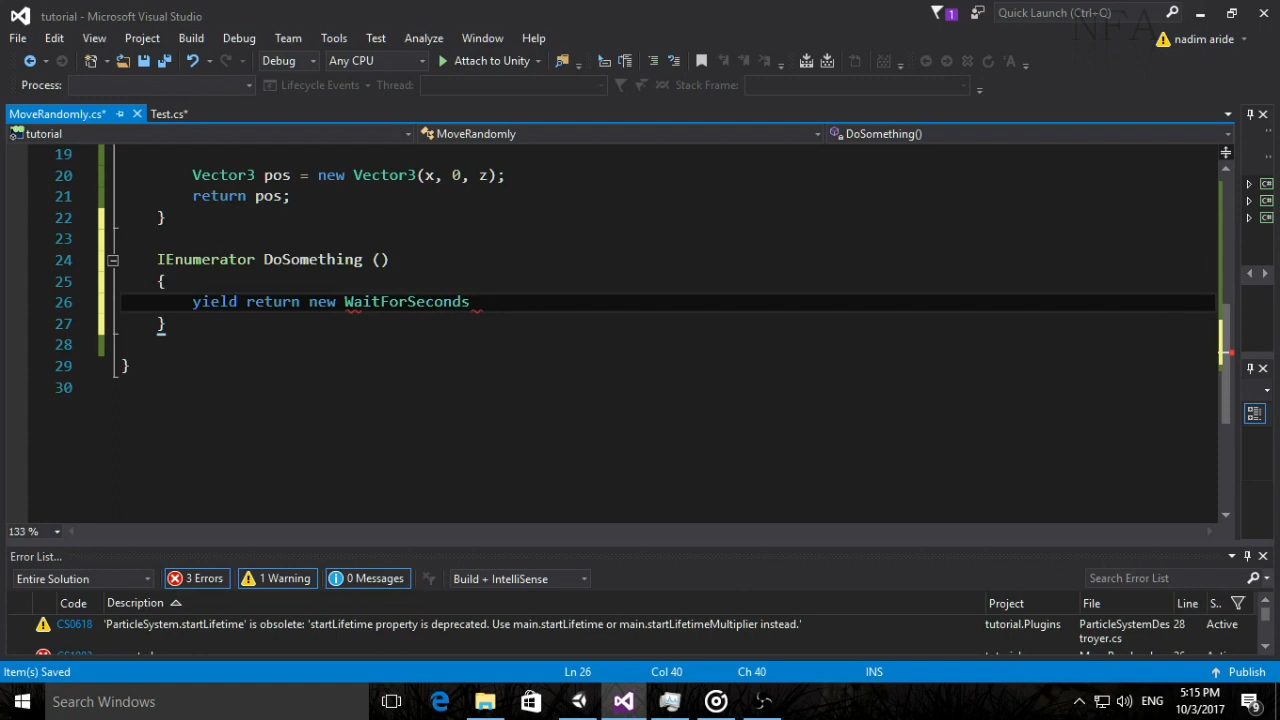 tutorial - Microsoft Visual Studio
1
Quick Launch (Ctrl+Q)
NFA
File Edit View Project Build Debug Team Tools Test Analyze Window Help
nadim aride
Debug Any CPU Attach to Unity
Process: Lifecycle Events Thread: Stack Frame:
MoveRandomly.cs* Test.cs*
tutorial MoveRandomly DoSomething()
19
20 Vector3 pos = new Vector3(x, 0, z);
21 return pos;
22 }
23
24 IEnumerator DoSomething ()
25 {
26 yield return new WaitForSeconds
27 }
28
29 }
30
C#
C#
C#
133 %
Error List...
Entire Solution 3 Errors 1 Warning 0 Messages Build + IntelliSense Search Error List
Code Description Project File Line S..
CS0618 'ParticleSystem.startLifetime' is obsolete: 'startLifetime property is deprecated. Use main.startLifetime or main.startLifetimeMultiplier instead.' tutorial.Plugins ParticleSystemDes 28 Active
troyer.cs
Item(s) Saved Ln 26 Col 40 Ch 40 INS Publish
Search Windows ENG 5:15 PM
10/3/2017
9